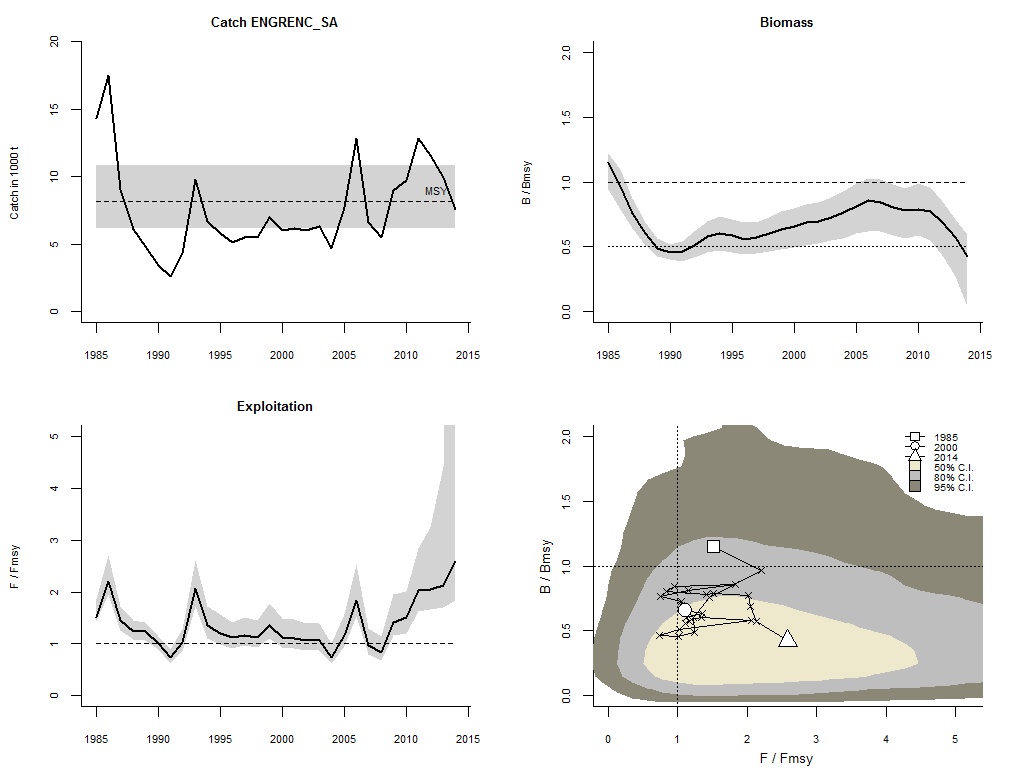 Catch ENGRENC_SA
Catch in 1000 t
20
15
10
5
0
MSY
1985 1990 1995 2000 2005 2010 2015
Biomass
B / Bmsy
2.0
1.5
1.0
0.5
0.0
1985 1990 1995 2000 2005 2010 2015
Exploitation
F / Fmsy
5
4
3
2
1
0
1985 1990 1995 2000 2005 2010 2015
B / Bmsy
2.0
1.5
1.0
0.5
0.0
1985
2000
2014
50% C.I.
80% C.I.
95% C.I.
0 1 2 3 4 5
F / Fmsy